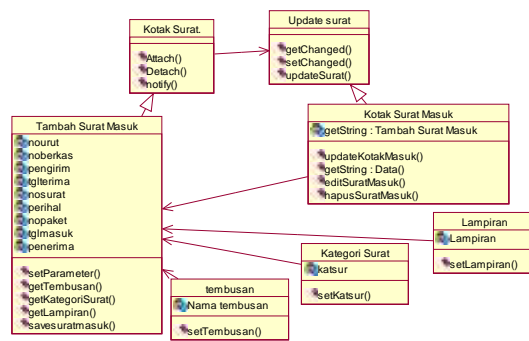 Kotak Surat.
Attach()
Detach()
notify()
Update surat
getChanged()
setChanged()
updateSurat()
Tambah Surat Masuk
nourut
noberkas
pengirim
tglterima
nosurat
perihal
nopaket
tglmasuk
penerima
setParameter()
getTembusan()
getKategoriSurat()
getLampiran()
savesuratmasuk()
Kotak Surat Masuk
getString : Tambah Surat Masuk
updateKotakMasuk()
getString : Data()
editSuratMasuk()
hapusSuratMasuk()
Lampiran
Lampiran
setLampiran()
Kategori Surat
katsur
setKatsur()
tembusan
Nama tembusan
setTembusan()